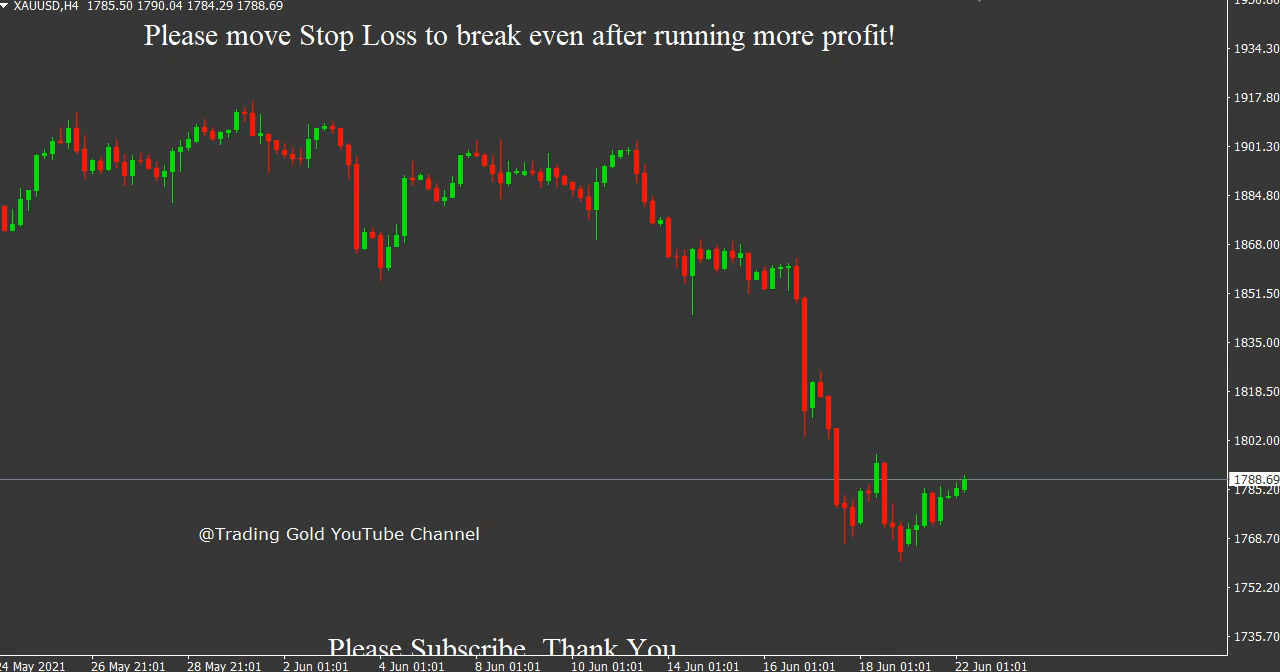 XAUUSD,H4 1785.50 1790.04 1784.29 1788.69
Please move Stop Loss to break even after running more profit!
1934.30
1917.80
1901.30
1884.80
1868.00
1851.50
1835.00
1818.50
1802.00
1788.69
1785.20
1768.70
1752.20
1735.70
@Trading Gold YouTube Channel
Please Subscribe, Thank You
24 May 2021 26 May 21:01 28 May 21:01 2 Jun 01:01 4 Jun 01:01 8 Jun 01:01 10 Jun 01:01 14 Jun 01:01 16 Jun 01:01 18 Jun 01:01 22 Jun 01:01